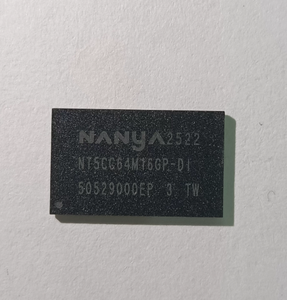 NANYA 2522
NT5CC64M16GP-DI
50529000EP 3 TW